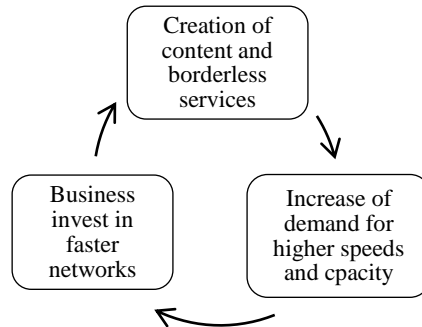 Creation of
content and
borderless
services
Increase of
demand for
higher speeds
and cpacity
Business
invest in
faster
networks